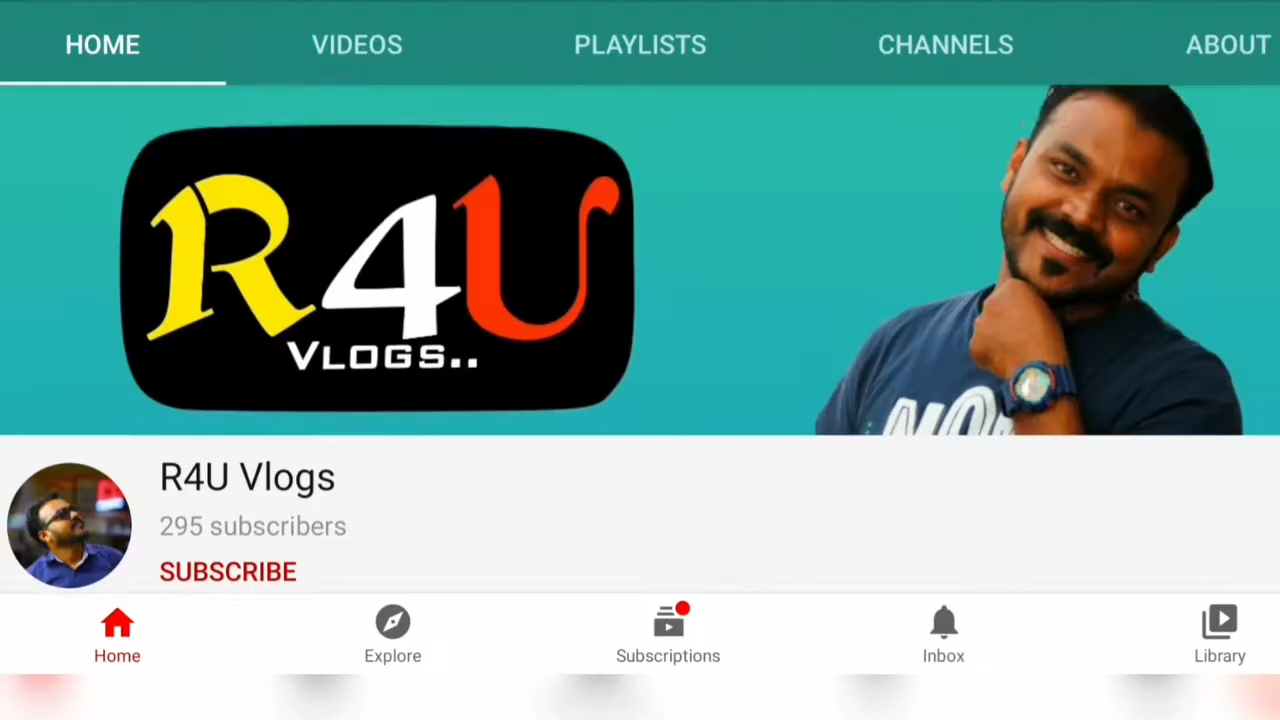 HOME VIDEOS PLAYLISTS CHANNELS ABOUT
R4U
VLOGS..
R4U Vlogs
295 subscribers
SUBSCRIBE
Home Explore Subscriptions Inbox Library